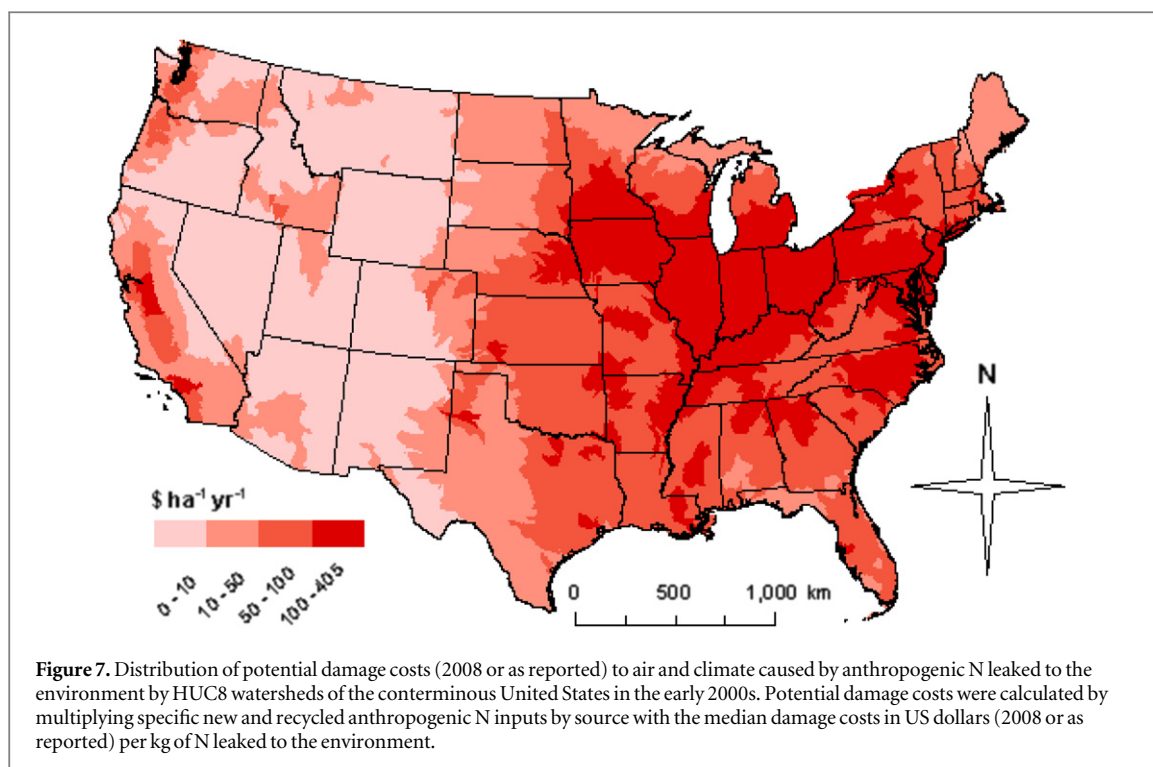 N
$ ha⁻¹ yr⁻¹
0 - 10
10 - 50
50 - 100
100 - 405
0 500 1,000 km
Figure 7. Distribution of potential damage costs (2008 or as reported) to air and climate caused by anthropogenic N leaked to the
environment by HUC8 watersheds of the conterminous United States in the early 2000s. Potential damage costs were calculated by
multiplying specific new and recycled anthropogenic N inputs by source with the median damage costs in US dollars (2008 or as
reported) per kg of N leaked to the environment.